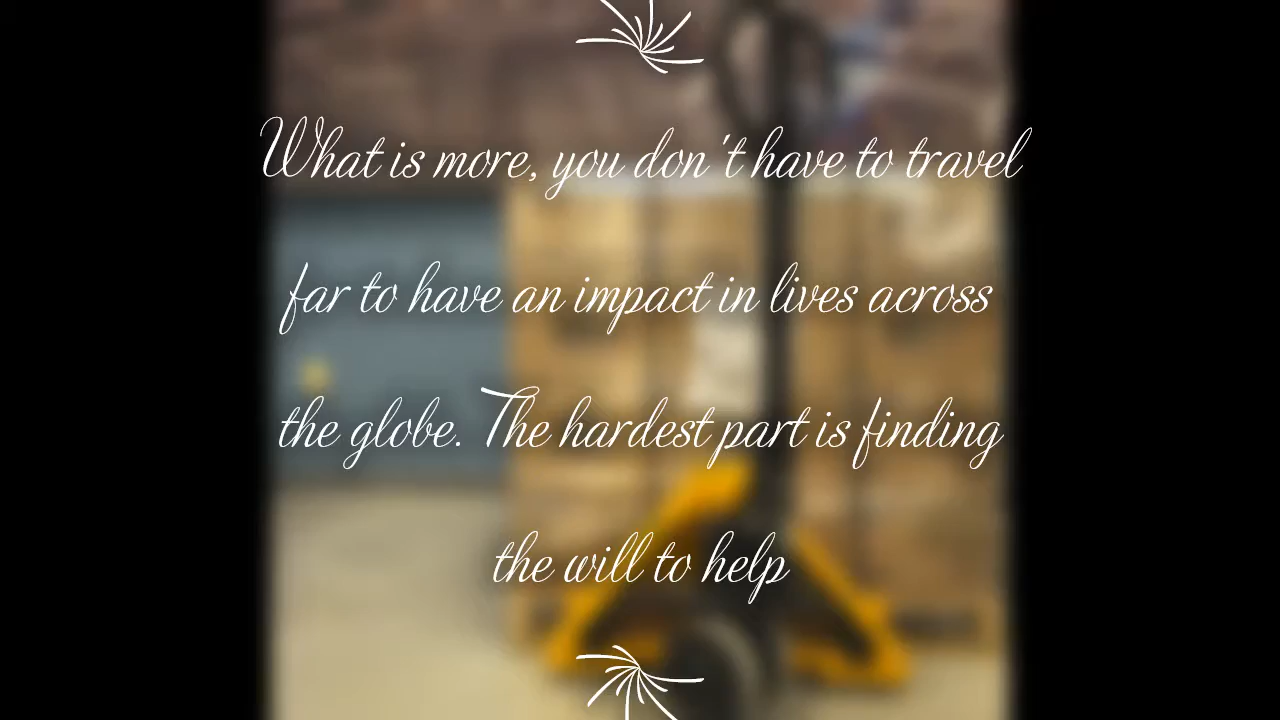 What is more, you don't have to travel
far to have an impact in lives across
the globe. The hardest part is finding
the will to help